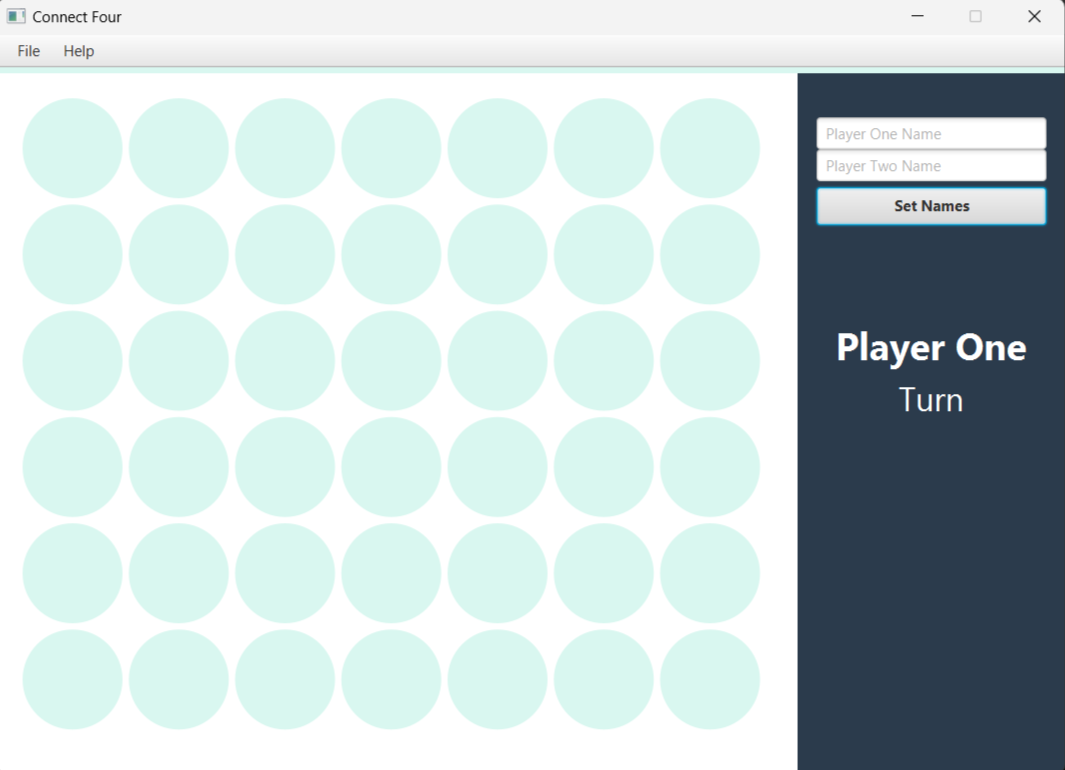 Connect Four
File Help
Player One Name
Player Two Name
Set Names
Player One
Turn